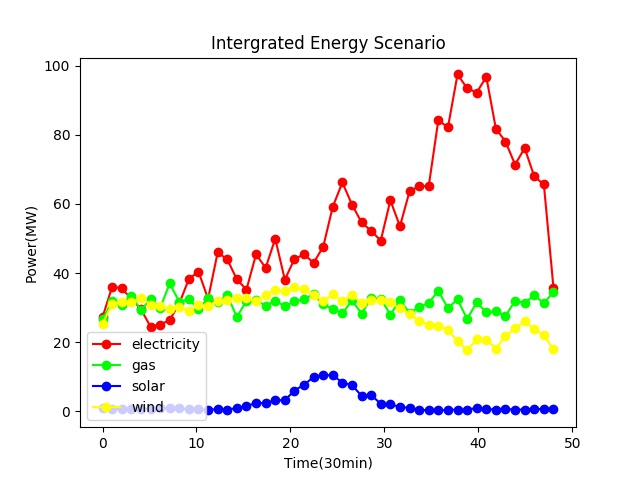 Intergrated Energy Scenario
100
80
60
40
20
0
Power(MW)
electricity
gas
solar
wind
0 10 20 30 40 50
Time(30min)